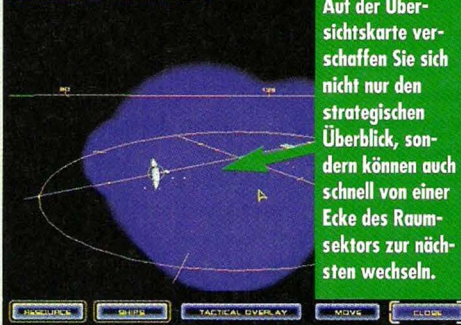 Auf der Über-
sichtskarte ver-
schaffen Sie sich
nicht nur den
strategischen
Überblick, son-
dern können auch
schnell von einer
Ecke des Raum-
sektors zur näch-
sten wechseln.
RESOURCE SHIPS TACTICAL OVERLAY MOVE CLOSE